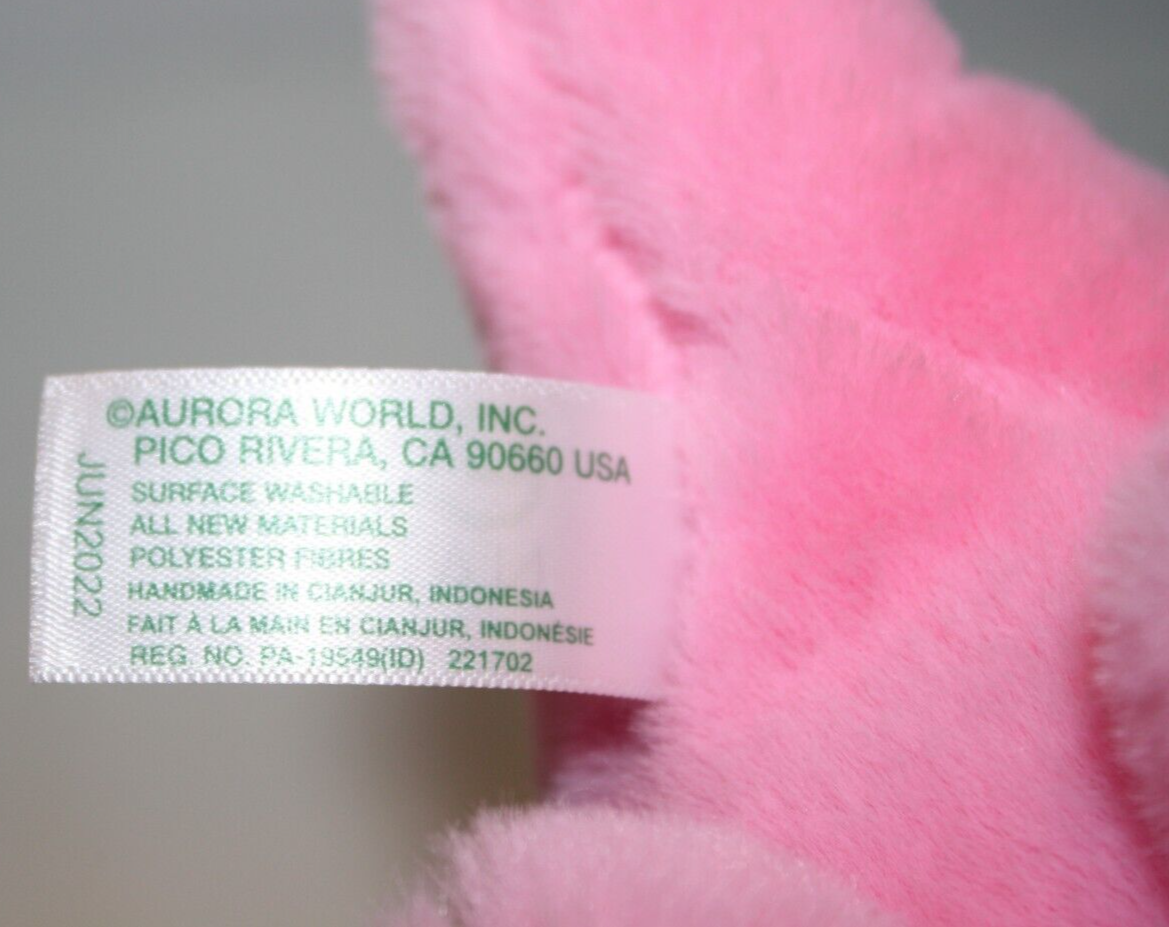 ©AURORA WORLD, INC.
PICO RIVERA, CA 90660 USA
SURFACE WASHABLE
ALL NEW MATERIALS
POLYESTER FIBRES
HANDMADE IN CIANJUR, INDONESIA
FAIT À LA MAIN EN CIANJUR, INDONÉSIE
REG. NO. PA-19549(ID) 221702
JUN2022